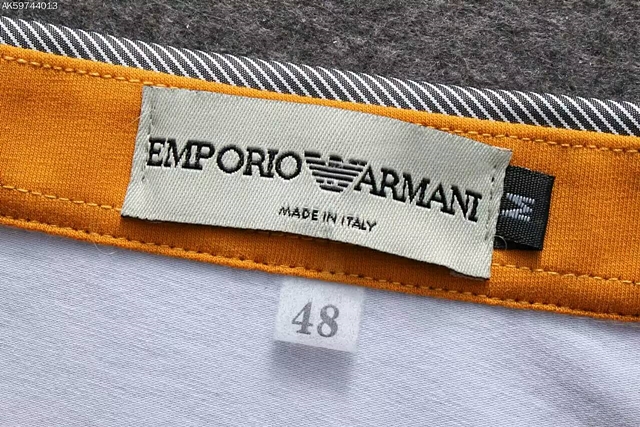 AK59744013
EMPORIO ARMANI
MADE IN ITALY
M
48